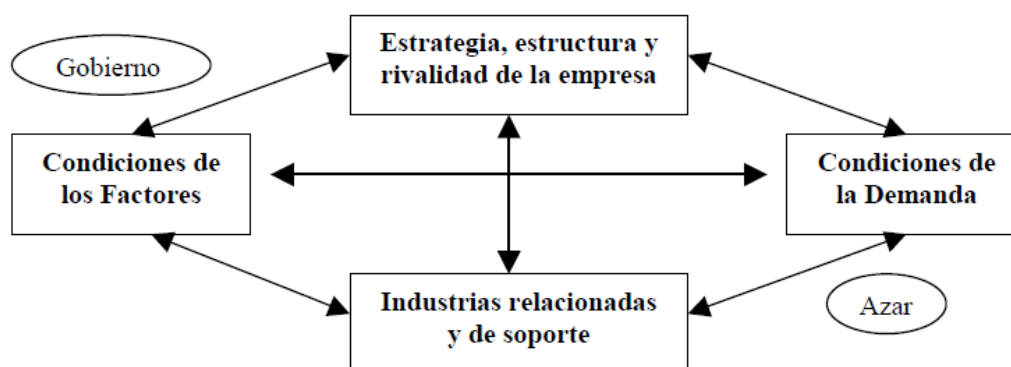 Estrategia, estructura y
rivalidad de la empresa
Gobierno
Condiciones de
los Factores
Condiciones de
la Demanda
Industrias relacionadas
y de soporte
Azar